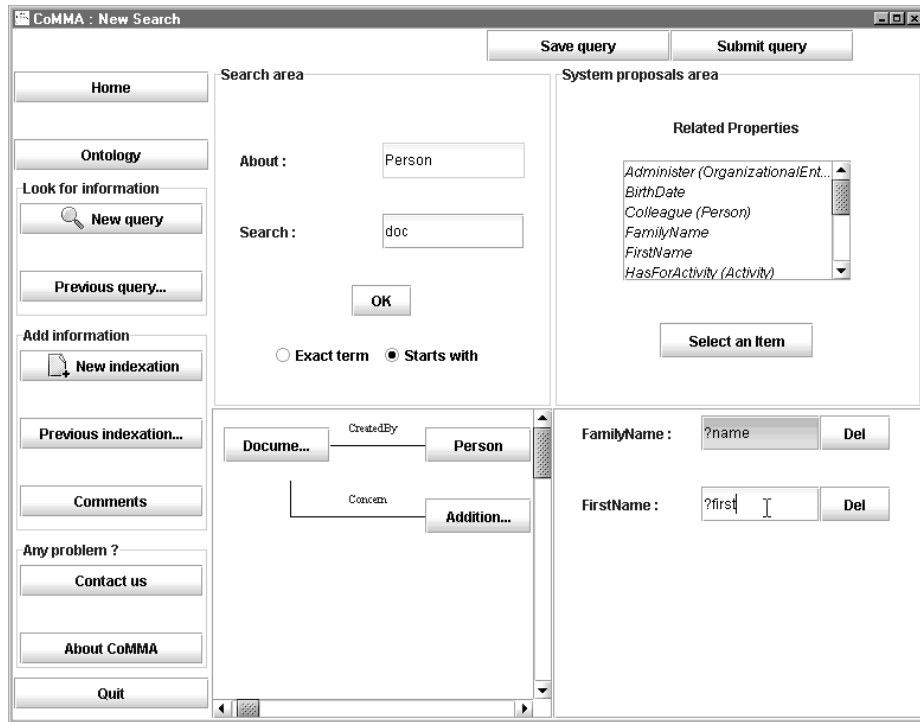 CoMMA : New Search
Save query
Submit query
Home
Ontology
Look for information
New query
Previous query...
Add information
New indexation
Previous indexation...
Comments
Any problem ?
Contact us
About CoMMA
Quit
Search area
About :
Person
Search :
doc
OK
Exact term
Starts with
System proposals area
Related Properties
Administer (OrganizationalEnt...
BirthDate
Colleague (Person)
FamilyName
FirstName
HasForActivity (Activity)
Select an Item
Docume...
CreatedBy
Person
Concern
Addition...
FamilyName :
?name
Del
FirstName :
?first
Del